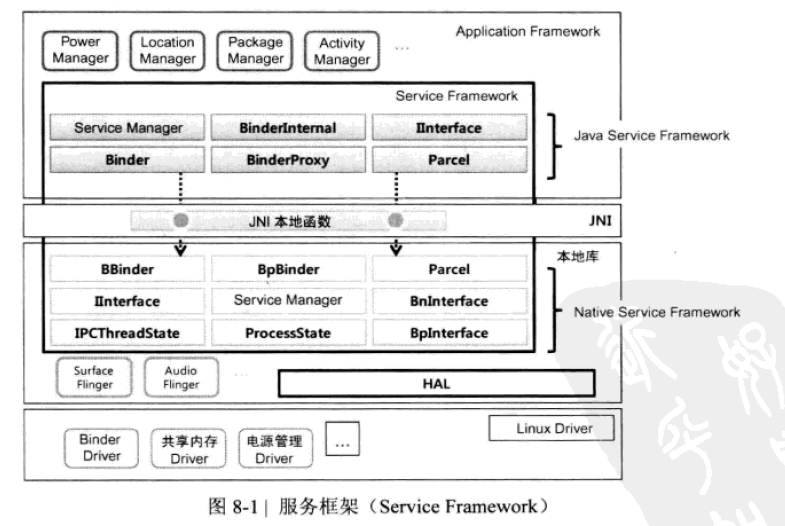 Application Framework
Power
Manager
Location
Manager
Package
Manager
Activity
Manager
...
Service Framework
Service Manager
BinderInternal
IInterface
Java Service Framework
Binder
BinderProxy
Parcel
JNI 本地函数
JNI
本地库
BBinder
BpBinder
Parcel
IInterface
Service Manager
BnInterface
Native Service Framework
IPCThreadState
ProcessState
BpInterface
Surface
Flinger
Audio
Flinger
...
HAL
Linux Driver
Binder
Driver
共享内存
Driver
电源管理
Driver
...
图 8-1 | 服务框架（Service Framework）